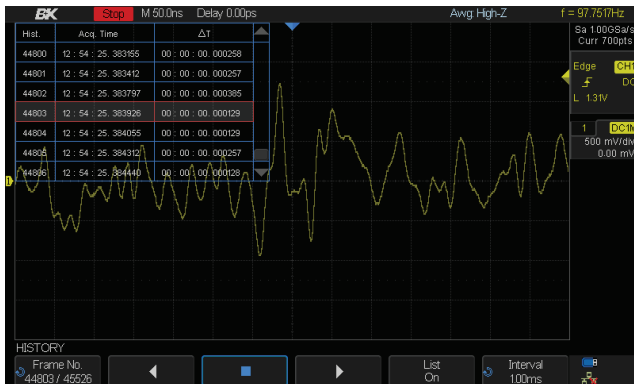 BK Stop M 50.0ns Delay 0.00ps Awg: High-Z f = 97.7517Hz
Hist. Acq. Time ΔT
44800 12 : 54 : 25. 383155 00 : 00 : 00. 000258
44801 12 : 54 : 25. 383412 00 : 00 : 00. 000257
44802 12 : 54 : 25. 383797 00 : 00 : 00. 000385
44803 12 : 54 : 25. 383926 00 : 00 : 00. 000129
44804 12 : 54 : 25. 384055 00 : 00 : 00. 000129
44805 12 : 54 : 25. 384312 00 : 00 : 00. 000257
44806 12 : 54 : 25. 384440 00 : 00 : 00. 000128
Sa 1.00GSa/s
Curr 700pts
Edge CH1
DC
L 1.31V
1 DC1M
500 mV/div
0.00 mV
1
HISTORY
Frame No.
44803 / 45526
List
On
Interval
1.00ms